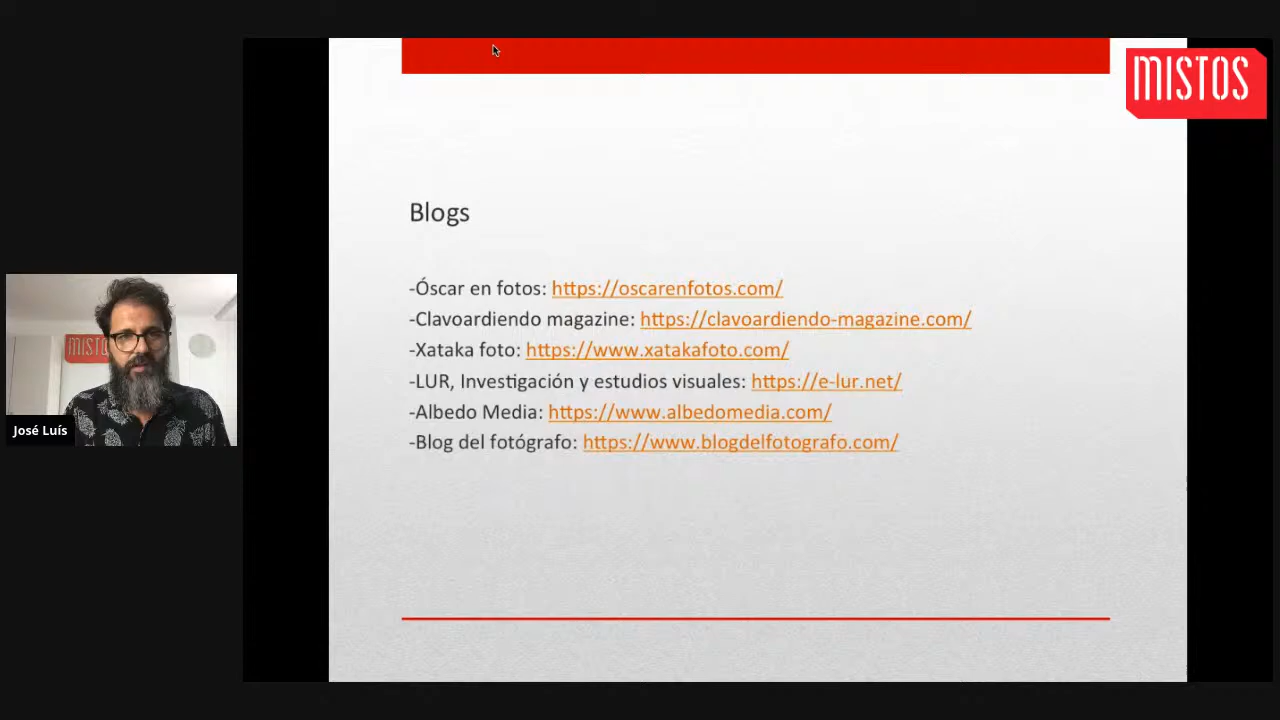 MISTOS
Blogs
-Óscar en fotos: https://oscarenfotos.com/
-Clavoardiendo magazine: https://clavoardiendo-magazine.com/
-Xataka foto: https://www.xatakafoto.com/
-LUR, Investigación y estudios visuales: https://e-lur.net/
-Albedo Media: https://www.albedomedia.com/
-Blog del fotógrafo: https://www.blogdelfotografo.com/
MISTO
José Luís